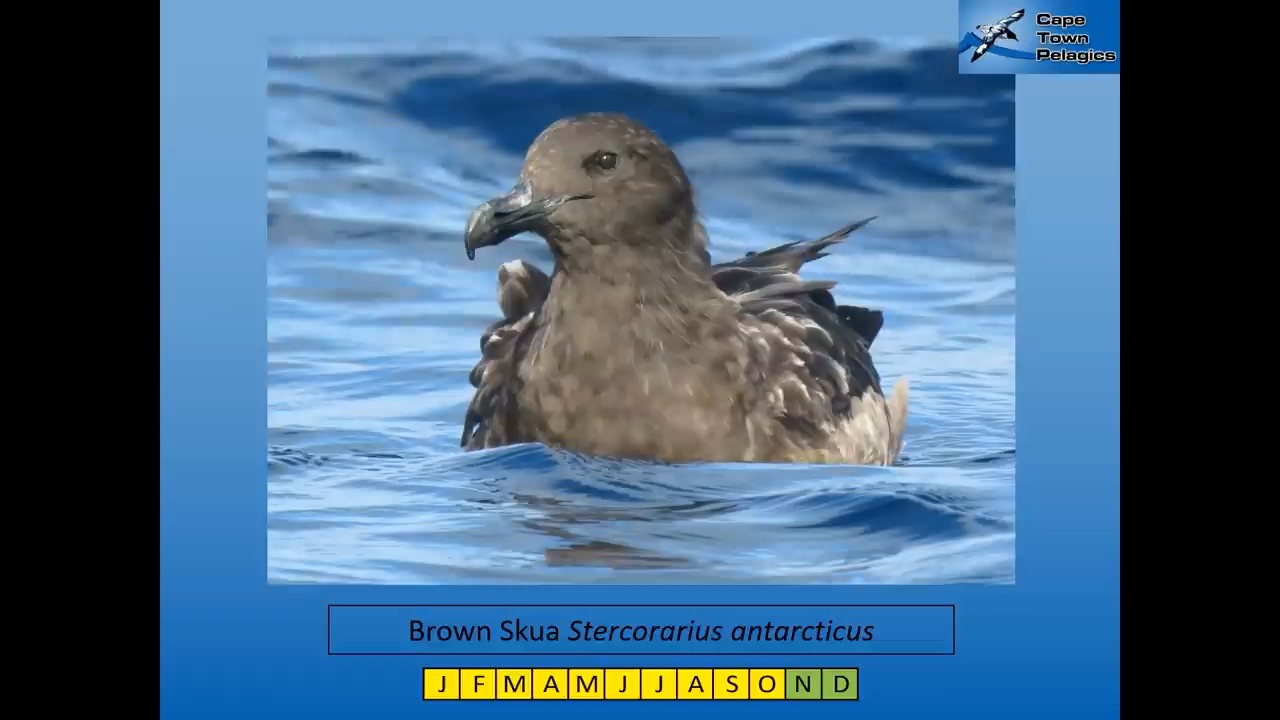 Cape
Town
Pelagics
Brown Skua Stercorarius antarcticus
J F M A M J J A S O N D